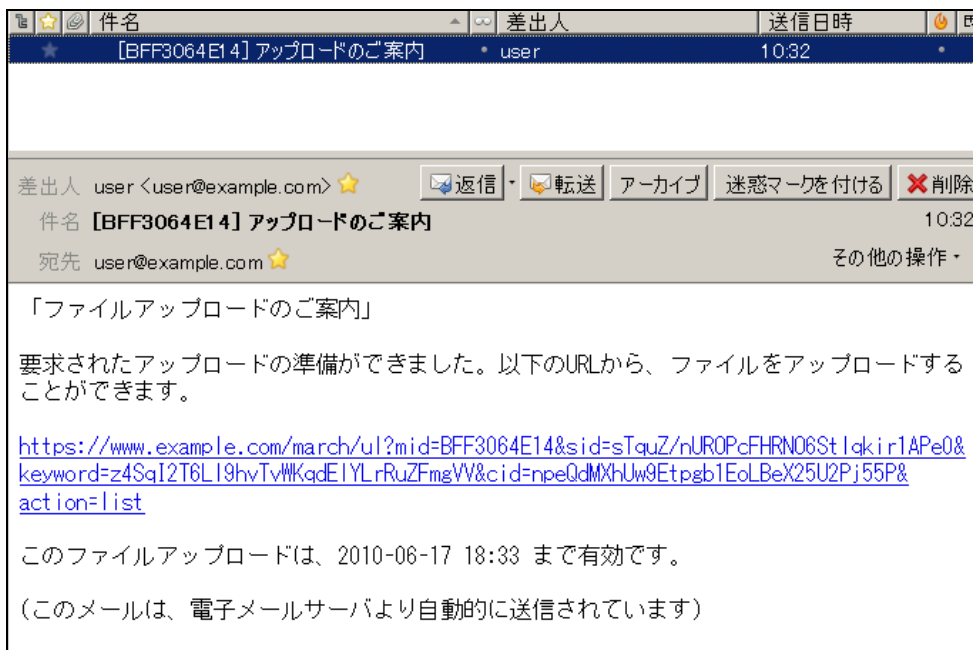 件名 差出人 送信日時
[BFF3064E14] アップロードのご案内 user 10:32
差出人 user <user@example.com> 返信 転送 アーカイブ 迷惑マークを付ける 削除
件名 [BFF3064E14] アップロードのご案内 10:32
宛先 user@example.com その他の操作
「ファイルアップロードのご案内」
要求されたアップロードの準備ができました。以下のURLから、ファイルをアップロードする
ことができます。
https://www.example.com/march/ul?mid=BFF3064E14&sid=sTquZ/nUROPcFHRNO6StIqkir1APe0&
keyword=z4SqI2T6Ll9hvTvWKqdElYLrRuZFmgVV&cid=npeQdMXhUw9Etpgb1EoLBeX25U2Pj55P&
action=list
このファイルアップロードは、2010-06-17 18:33 まで有効です。
(このメールは、電子メールサーバより自動的に送信されています)